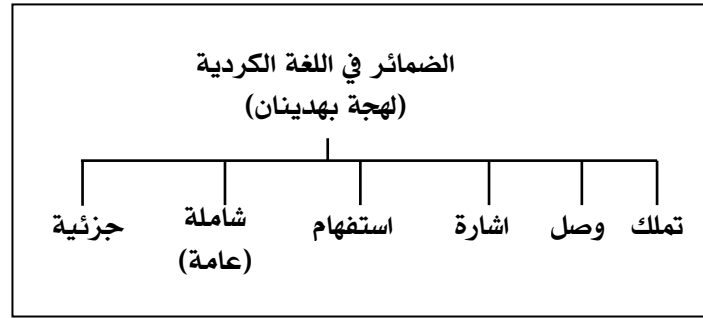 الضمائر في اللغة الكردية
(لهجة بهدينان)
تملك
وصل
اشارة
استفهام
شاملة
(عامة)
جزئية